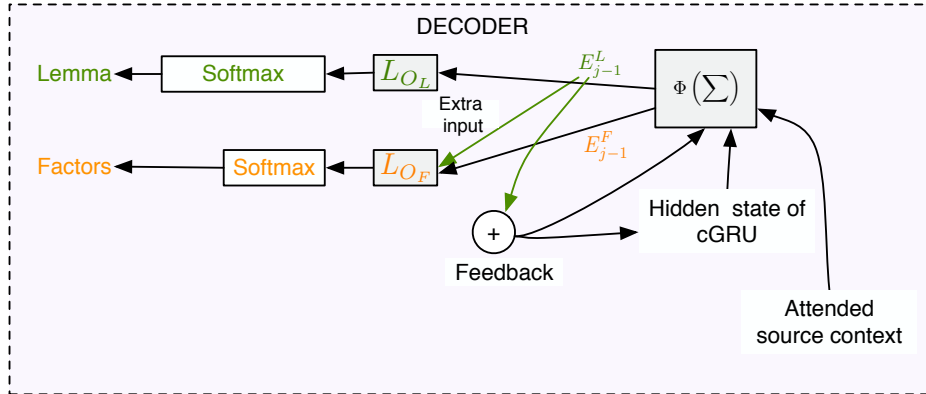 DECODER
Lemma
Softmax
L_{O_L}
E^L_{j-1}
Φ(∑)
Extra
input
Factors
Softmax
L_{O_F}
E^F_{j-1}
+
Feedback
Hidden state of
cGRU
Attended
source context